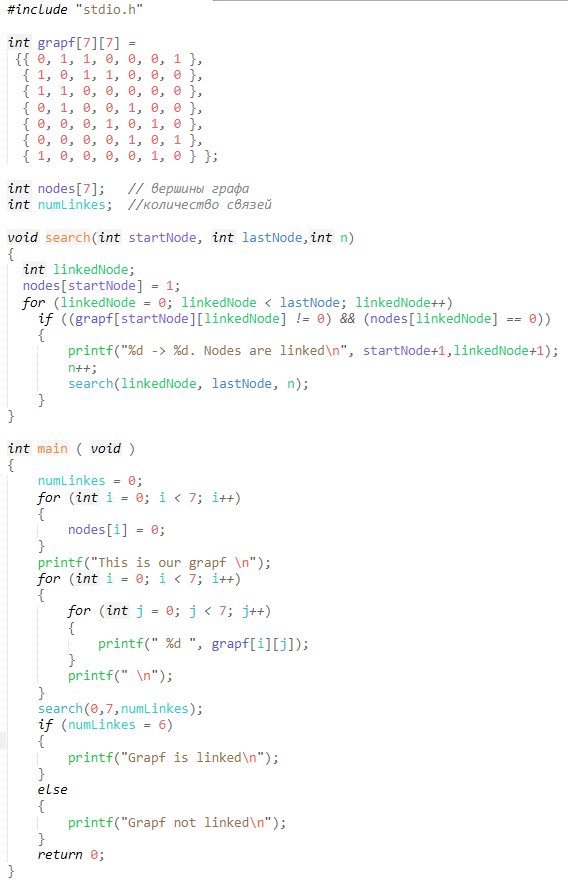 #include "stdio.h"
int grapf[7][7] =
{{ 0, 1, 1, 0, 0, 0, 1 },
{ 1, 0, 1, 1, 0, 0, 0 },
{ 1, 1, 0, 0, 0, 0, 0 },
{ 0, 1, 0, 0, 1, 0, 0 },
{ 0, 0, 0, 1, 0, 1, 0 },
{ 0, 0, 0, 0, 1, 0, 1 },
{ 1, 0, 0, 0, 0, 1, 0 } };
int nodes[7];   // вершины графа
int numLinkes;  //количество связей
void search(int startNode, int lastNode,int n)
{
int linkedNode;
nodes[startNode] = 1;
for (linkedNode = 0; linkedNode < lastNode; linkedNode++)
if ((grapf[startNode][linkedNode] != 0) && (nodes[linkedNode] == 0))
{
printf("%d -> %d. Nodes are linked\n", startNode+1,linkedNode+1);
n++;
search(linkedNode, lastNode, n);
}
}
int main ( void )
{
numLinkes = 0;
for (int i = 0; i < 7; i++)
{
nodes[i] = 0;
}
printf("This is our grapf \n");
for (int i = 0; i < 7; i++)
{
for (int j = 0; j < 7; j++)
{
printf(" %d ", grapf[i][j]);
}
printf(" \n");
}
search(0,7,numLinkes);
if (numLinkes = 6)
{
printf("Grapf is linked\n");
}
else
{
printf("Grapf not linked\n");
}
return 0;
}